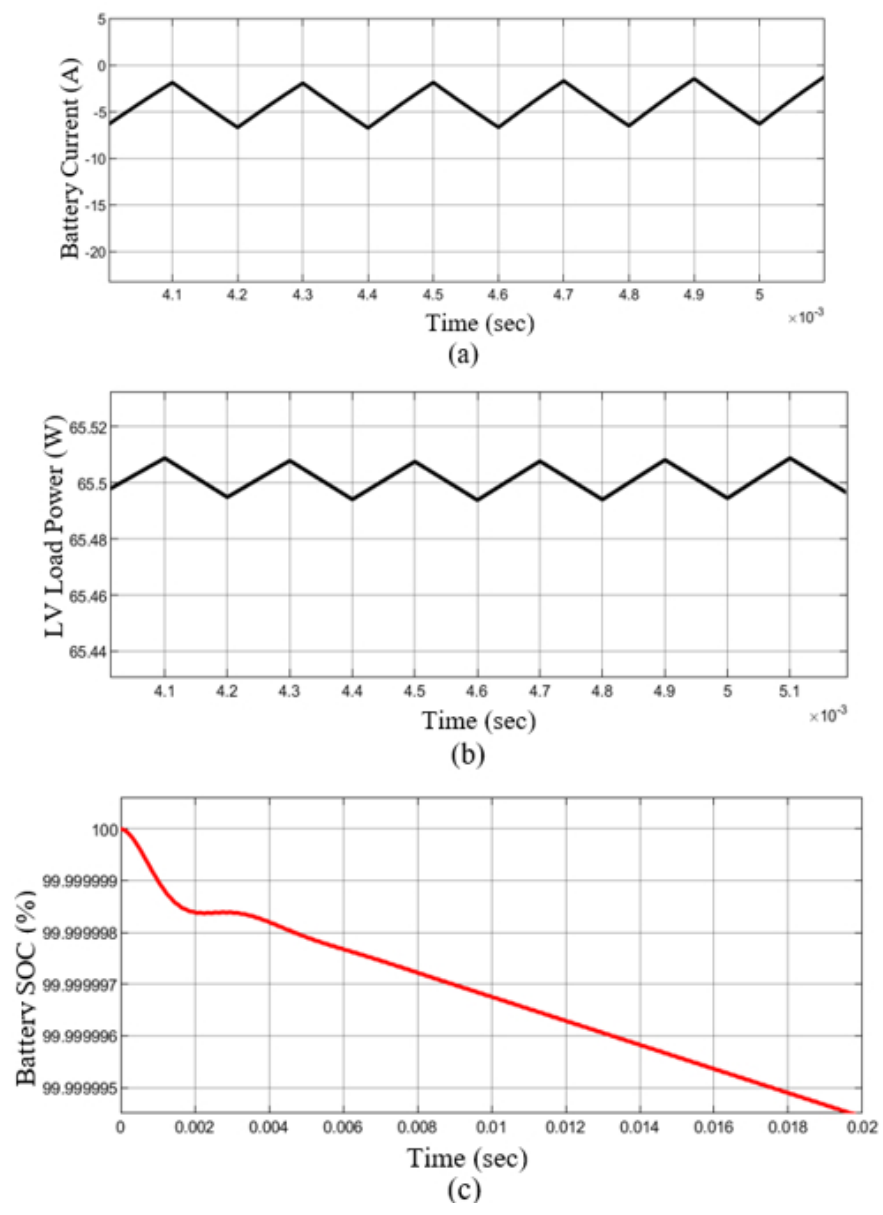 5
0
-5
-10
-15
-20
Battery Current (A)
4.1 4.2 4.3 4.4 4.5 4.6 4.7 4.8 4.9 5
×10⁻³
Time (sec)
(a)
65.52
65.5
65.48
65.46
65.44
LV Load Power (W)
4.1 4.2 4.3 4.4 4.5 4.6 4.7 4.8 4.9 5 5.1
×10⁻³
Time (sec)
(b)
100
99.999999
99.999998
99.999997
99.999996
99.999995
Battery SOC (%)
0 0.002 0.004 0.006 0.008 0.01 0.012 0.014 0.016 0.018 0.02
Time (sec)
(c)